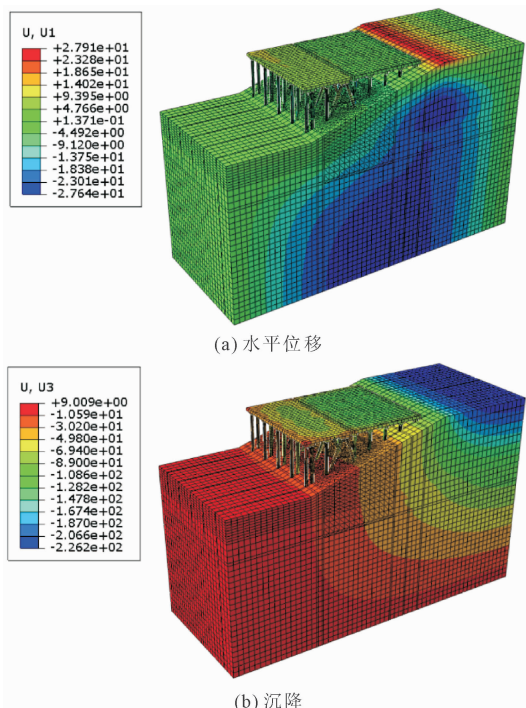 U, U1
+2.791e+01
+2.328e+01
+1.865e+01
+1.402e+01
+9.395e+00
+4.766e+00
+1.371e-01
-4.492e+00
-9.120e+00
-1.375e+01
-1.838e+01
-2.301e+01
-2.764e+01
(a)水平位移
U, U3
+9.009e+00
-1.059e+01
-3.020e+01
-4.980e+01
-6.940e+01
-8.900e+01
-1.086e+02
-1.282e+02
-1.478e+02
-1.674e+02
-1.870e+02
-2.066e+02
-2.262e+02
(b)沉降